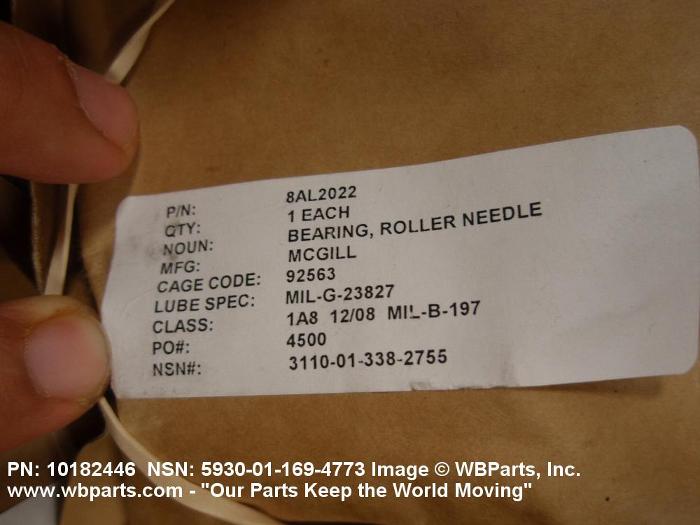 P/N: 8AL2022
QTY: 1 EACH
NOUN: BEARING, ROLLER NEEDLE
MFG: MCGILL
CAGE CODE: 92563
LUBE SPEC: MIL-G-23827
CLASS: 1A8 12/08 MIL-B-197
PO#: 4500
NSN#: 3110-01-338-2755
PN: 10182446 NSN: 5930-01-169-4773 Image © WBParts, Inc.
www.wbparts.com - "Our Parts Keep the World Moving"